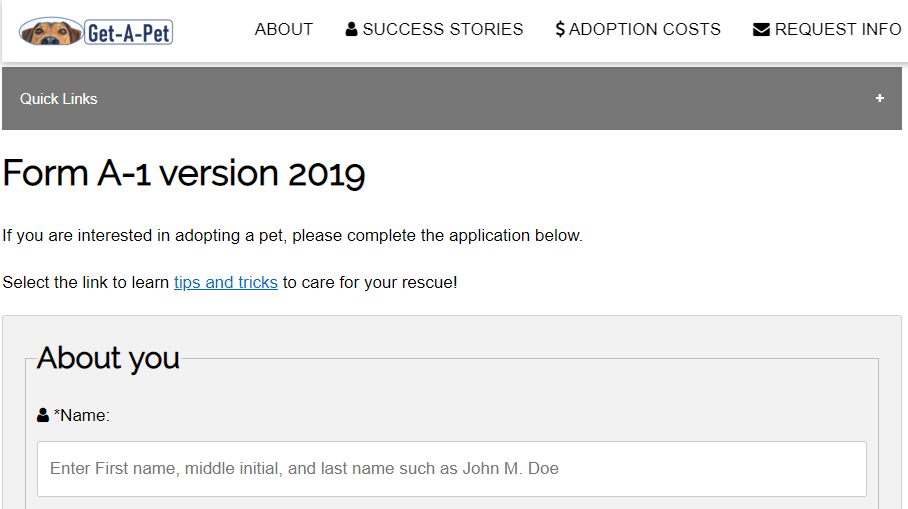 Get-A-Pet
ABOUT SUCCESS STORIES $ ADOPTION COSTS REQUEST INFO
Quick Links +
Form A-1 version 2019
If you are interested in adopting a pet, please complete the application below.
Select the link to learn tips and tricks to care for your rescue!
About you
*Name:
Enter First name, middle initial, and last name such as John M. Doe